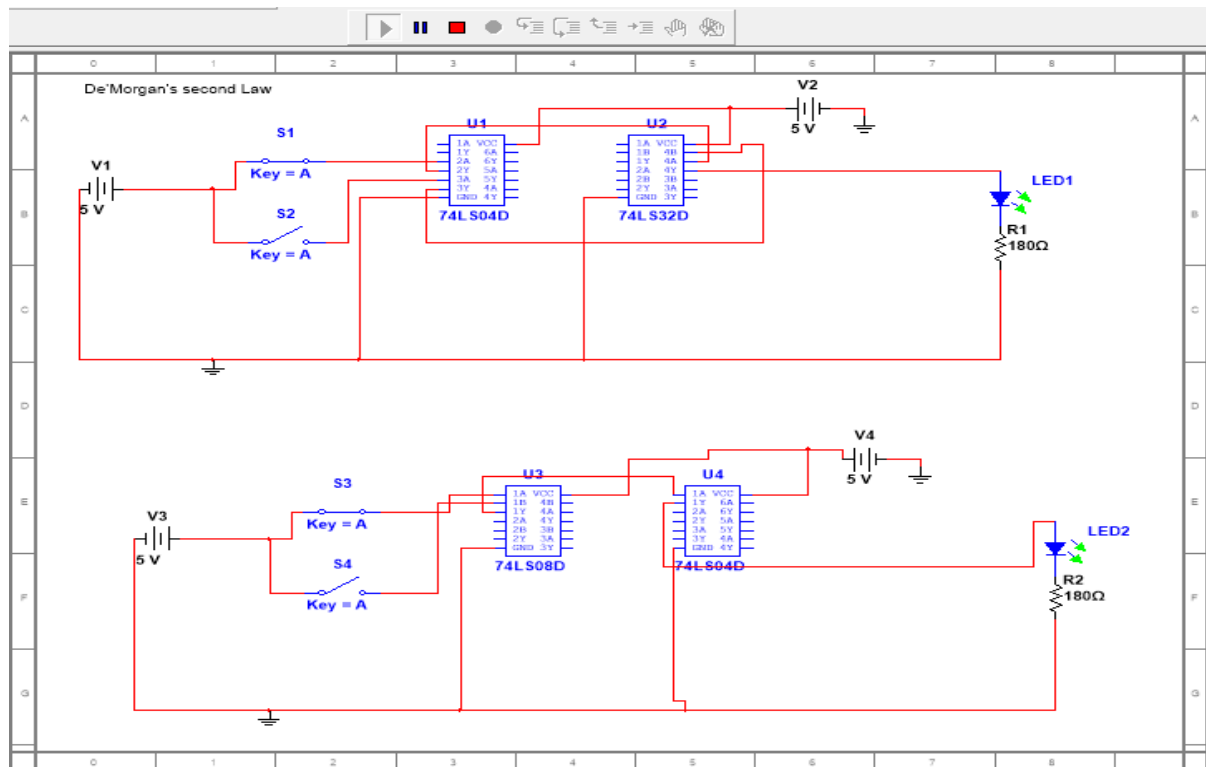 0 1 2 3 4 5 6 7 8
De'Morgan's second Law
A A
V2
5 V
S1
Key = A
U1
1A VCC
1Y 6A
2A 6Y
2Y 5A
3A 5Y
3Y 4A
GND 4Y
74LS04D
U2
1A VCC
1B 4B
1Y 4A
2A 4Y
2B 3B
2Y 3A
GND 3Y
74LS32D
V1
5 V
S2
Key = A
LED1
B B
R1
180Ω
C C
D D
V4
5 V
S3
Key = A
U3
1A VCC
1B 4B
1Y 4A
2A 4Y
2B 3B
2Y 3A
GND 3Y
74LS08D
U4
1A VCC
1Y 6A
2A 6Y
2Y 5A
3A 5Y
3Y 4A
GND 4Y
74LS04D
E E
V3
5 V
S4
Key = A
LED2
R2
180Ω
F F
G G
0 1 2 3 4 5 6 7 8